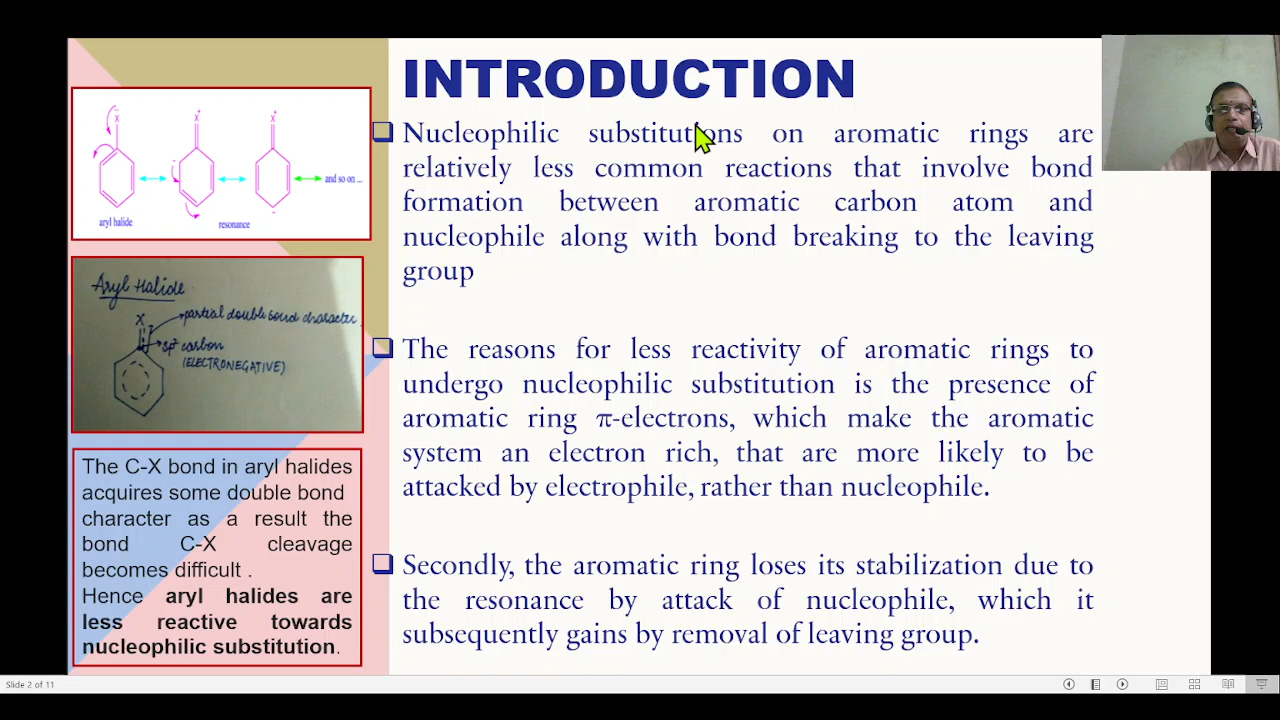 INTRODUCTION
Nucleophilic substitutions on aromatic rings are
relatively less common reactions that involve bond
formation between aromatic carbon atom and
nucleophile along with bond breaking to the leaving
group
The reasons for less reactivity of aromatic rings to
undergo nucleophilic substitution is the presence of
aromatic ring π-electrons, which make the aromatic
system an electron rich, that are more likely to be
attacked by electrophile, rather than nucleophile.
Secondly, the aromatic ring loses its stabilization due to
the resonance by attack of nucleophile, which it
subsequently gains by removal of leaving group.
X
X+
X+
and so on ...
aryl halide
resonance
Aryl Halide
X
partial double bond character
sp² carbon
(ELECTRONEGATIVE)
The C-X bond in aryl halides
acquires some double bond
character as a result the
bond C-X cleavage
becomes difficult .
Hence aryl halides are
less reactive towards
nucleophilic substitution.
Slide 2 of 11